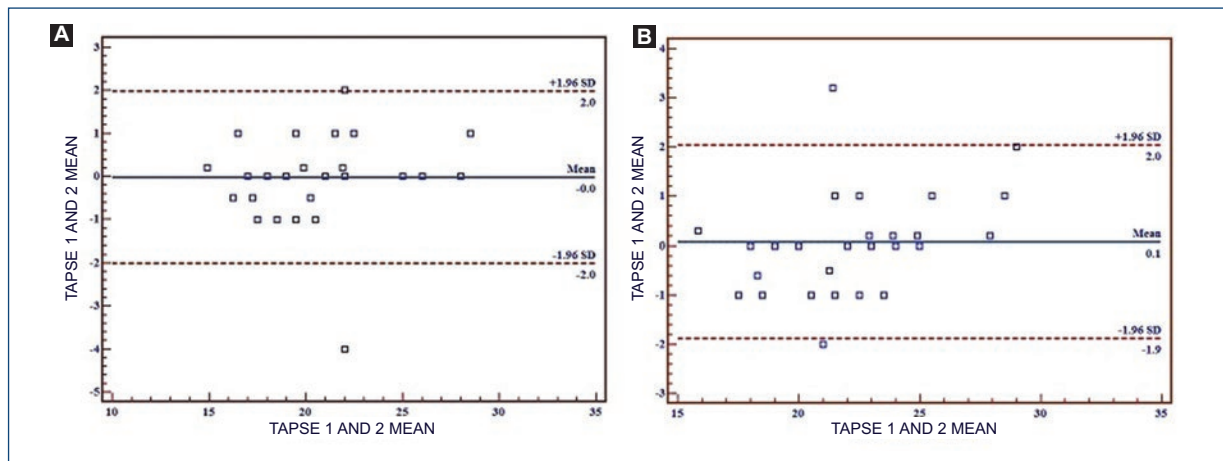 A
3
2
1
0
-1
-2
-3
-4
-5
10
15
20
25
30
35
+1.96 SD
2.0
Mean
-0.0
-1.96 SD
-2.0
TAPSE 1 AND 2 MEAN
TAPSE 1 AND 2 MEAN
B
4
3
2
1
0
-1
-2
-3
15
20
25
30
35
+1.96 SD
2.0
Mean
0.1
-1.96 SD
-1.9
TAPSE 1 AND 2 MEAN
TAPSE 1 AND 2 MEAN